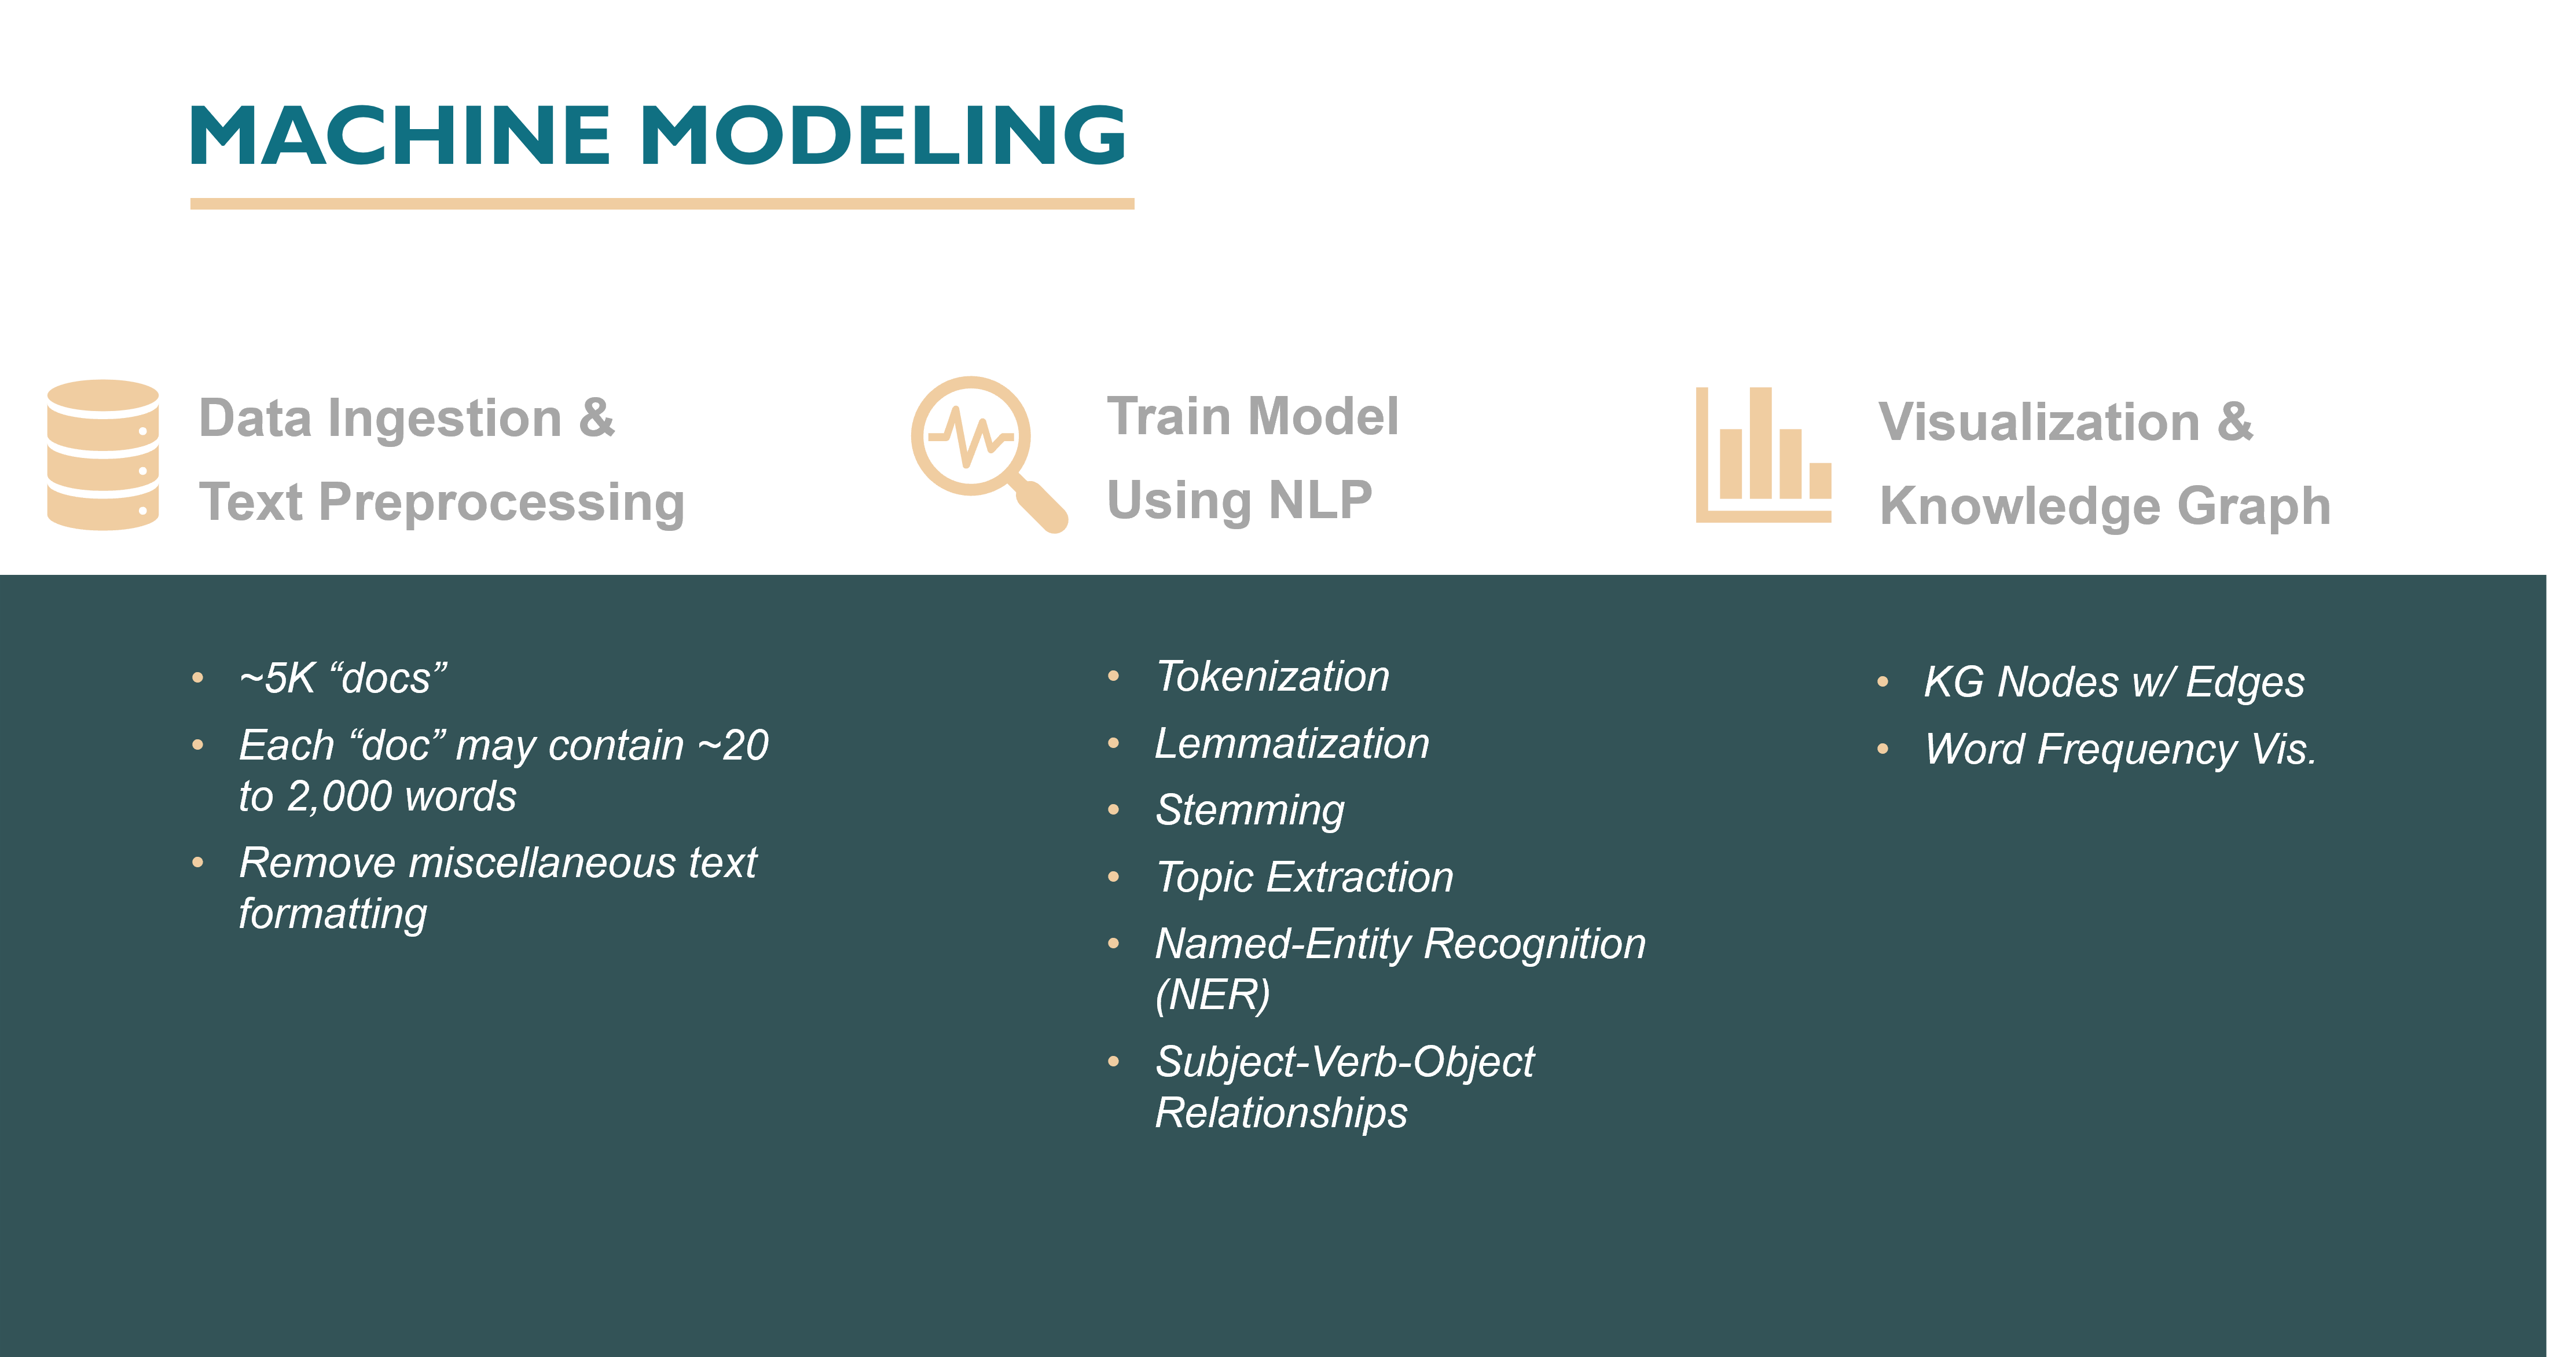 MACHINE MODELING
Data Ingestion &
Text Preprocessing
• ~5K “docs”
• Each “doc” may contain ~20
to 2,000 words
• Remove miscellaneous text
formatting
Train Model
Using NLP
• Tokenization
• Lemmatization
• Stemming
• Topic Extraction
• Named-Entity Recognition
(NER)
• Subject-Verb-Object
Relationships
Visualization &
Knowledge Graph
• KG Nodes w/ Edges
• Word Frequency Vis.